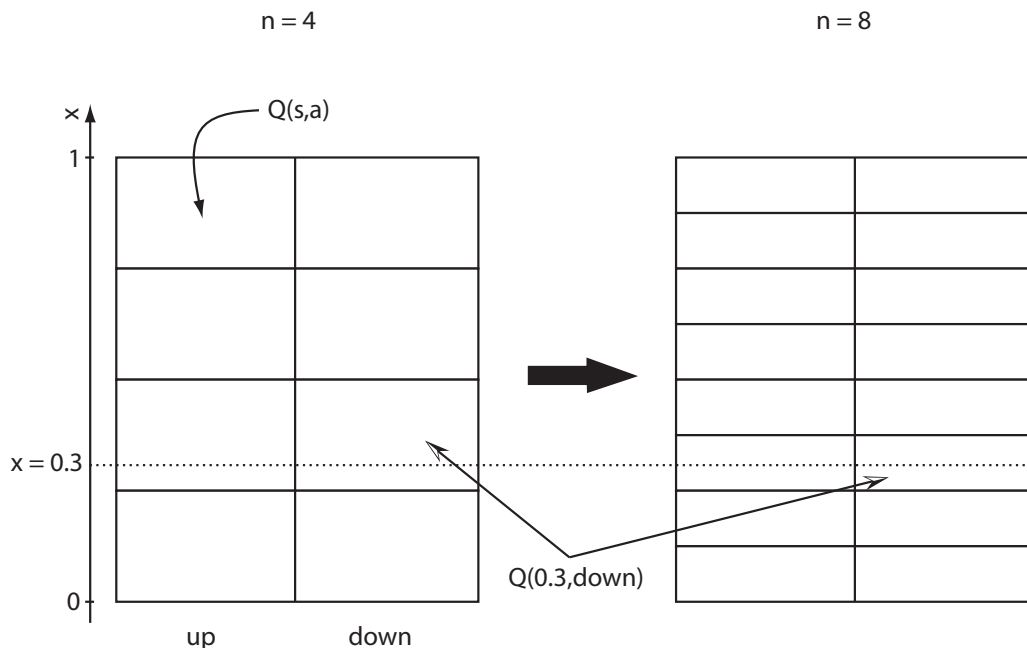 n = 4
n = 8
x
Q(s,a)
1
x = 0.3
Q(0.3,down)
0
up
down